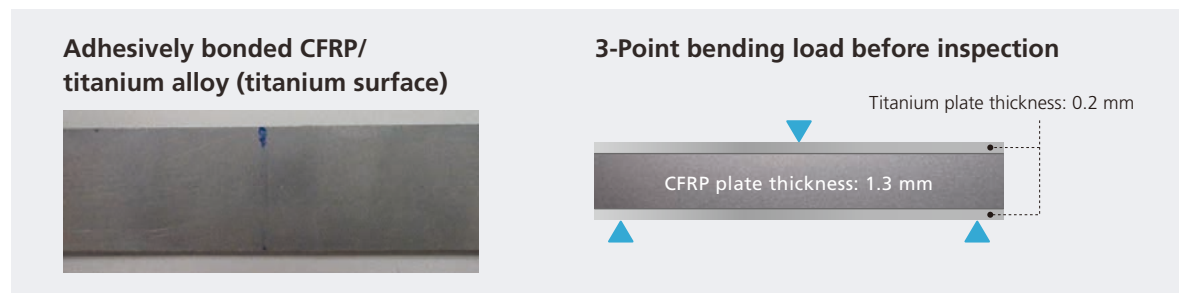 Adhesively bonded CFRP/
titanium alloy (titanium surface)
3-Point bending load before inspection
Titanium plate thickness: 0.2 mm
CFRP plate thickness: 1.3 mm